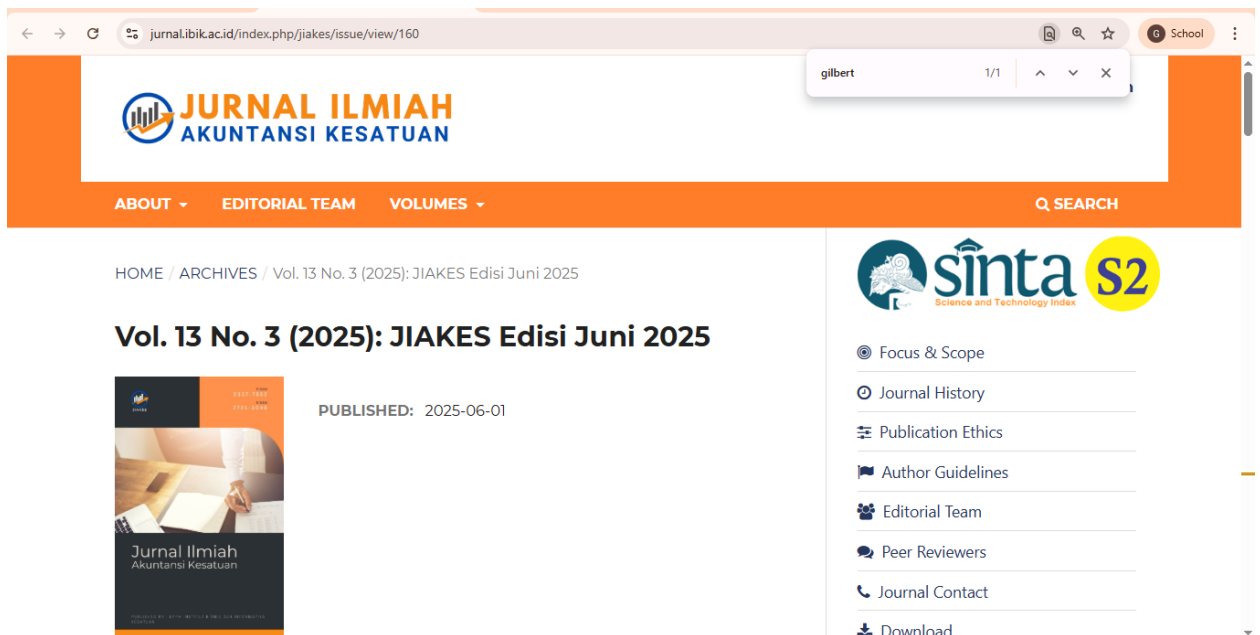 jurnal.ibik.ac.id/index.php/jiakes/issue/view/160
G School
gilbert 1/1
JURNAL ILMIAH
AKUNTANSI KESATUAN
ABOUT EDITORIAL TEAM VOLUMES SEARCH
HOME / ARCHIVES / Vol. 13 No. 3 (2025): JIAKES Edisi Juni 2025
Vol. 13 No. 3 (2025): JIAKES Edisi Juni 2025
PUBLISHED: 2025-06-01
Jurnal Ilmiah
Akuntansi Kesatuan
sinta S2
Science and Technology Index
Focus & Scope
Journal History
Publication Ethics
Author Guidelines
Editorial Team
Peer Reviewers
Journal Contact
Download